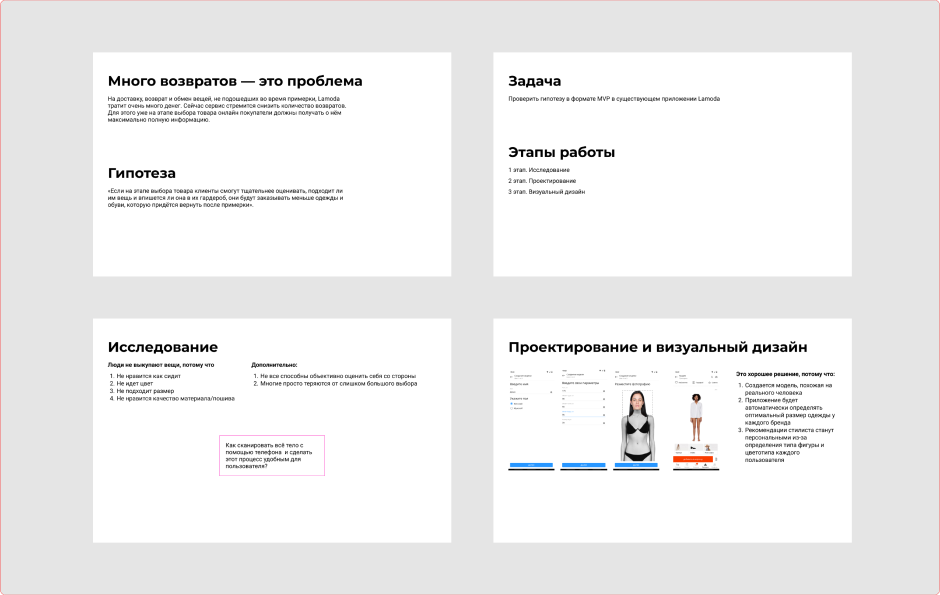 Много возвратов — это проблема
На доставку, возврат и обмен вещей, не подошедших во время примерки, Lamoda
тратит очень много денег. Сейчас сервис стремится снизить количество возвратов.
Для этого уже на этапе выбора товара онлайн покупатели должны получать о нём
максимально полную информацию.
Гипотеза
«Если на этапе выбора товара клиенты смогут тщательнее оценивать, подходит ли
им вещь и впишется ли она в их гардероб, они будут заказывать меньше одежды и
обуви, которую придётся вернуть после примерки».
Задача
Проверить гипотезу в формате MVP в существующем приложении Lamoda
Этапы работы
1 этап. Исследование
2 этап. Проектирование
3 этап. Визуальный дизайн
Исследование
Люди не выкупают вещи, потому что
1. Не нравится как сидит
2. Не идет цвет
3. Не подходит размер
4. Не нравится качество материала/пошива
Дополнительно:
1. Не все способны объективно оценить себя со стороны
2. Многие просто теряются от слишком большого выбора
Как сканировать всё тело с
помощью телефона и сделать
этот процесс удобным для
пользователя?
Проектирование и визуальный дизайн
Это хорошее решение, потому что:
1. Создается модель, похожая на
реального человека
2. Приложение будет
автоматически определять
оптимальный размер одежды у
каждого бренда
3. Рекомендации стилиста станут
персональными из-за
определения типа фигуры и
цветотипа каждого
пользователя